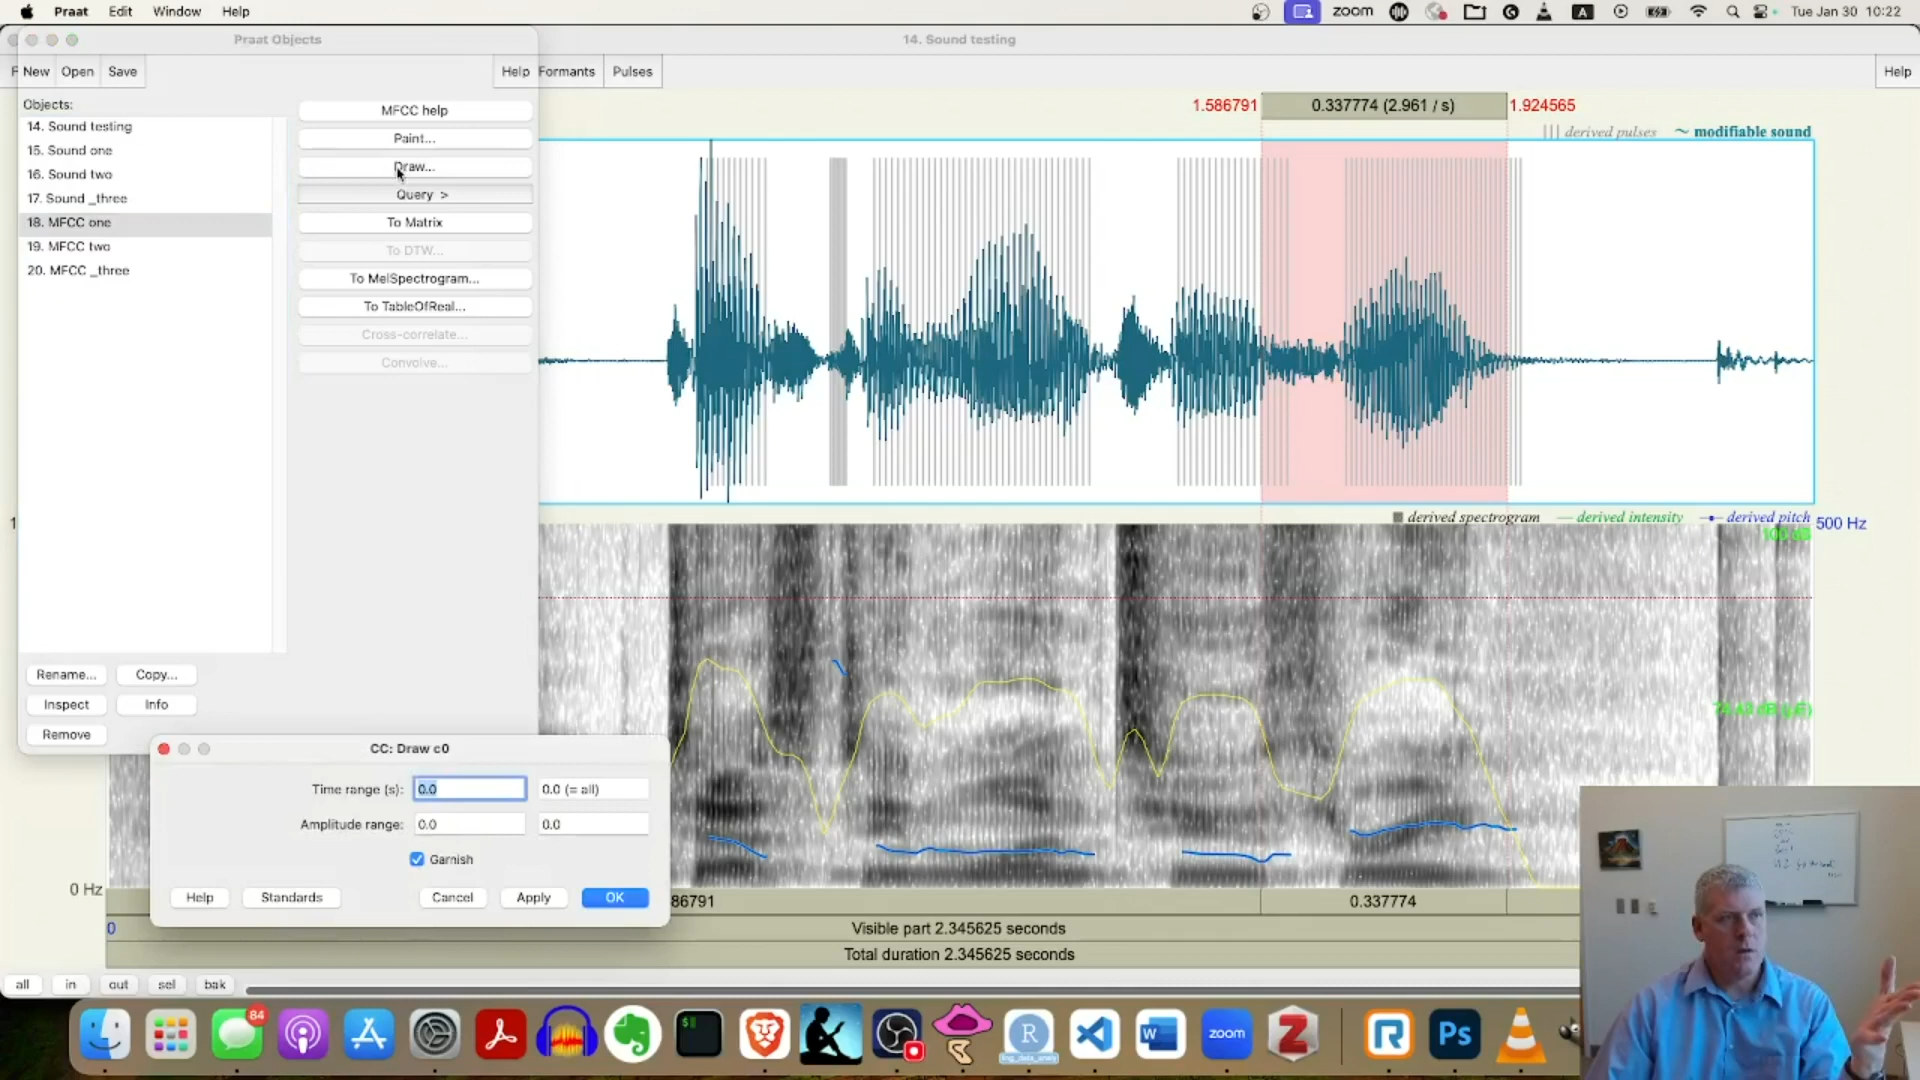 Praat Edit Window Help
zoom
A
Tue Jan 30 10:22
Praat Objects
14. Sound testing
New Open Save
Help Formants Pulses
Help
Objects:
14. Sound testing
15. Sound one
16. Sound two
17. Sound _three
18. MFCC one
19. MFCC two
20. MFCC _three
MFCC help
Paint...
Draw...
Query >
To Matrix
To DTW...
To MelSpectrogram...
To TableOfReal...
Cross-correlate...
Convolve...
Rename... Copy...
Inspect Info
Remove
1.586791 0.337774 (2.961 / s) 1.924565
derived pulses ~ modifiable sound
derived spectrogram derived intensity derived pitch
500 Hz
100 dB
1
0 Hz
CC: Draw c0
Time range (s): 0.0 0.0 (= all)
Amplitude range: 0.0 0.0
Garnish
Help Standards Cancel Apply OK
86791 0.337774
0 Visible part 2.345625 seconds
Total duration 2.345625 seconds
all in out sel bak
84
$
R
zoom
Z
R
Ps
W